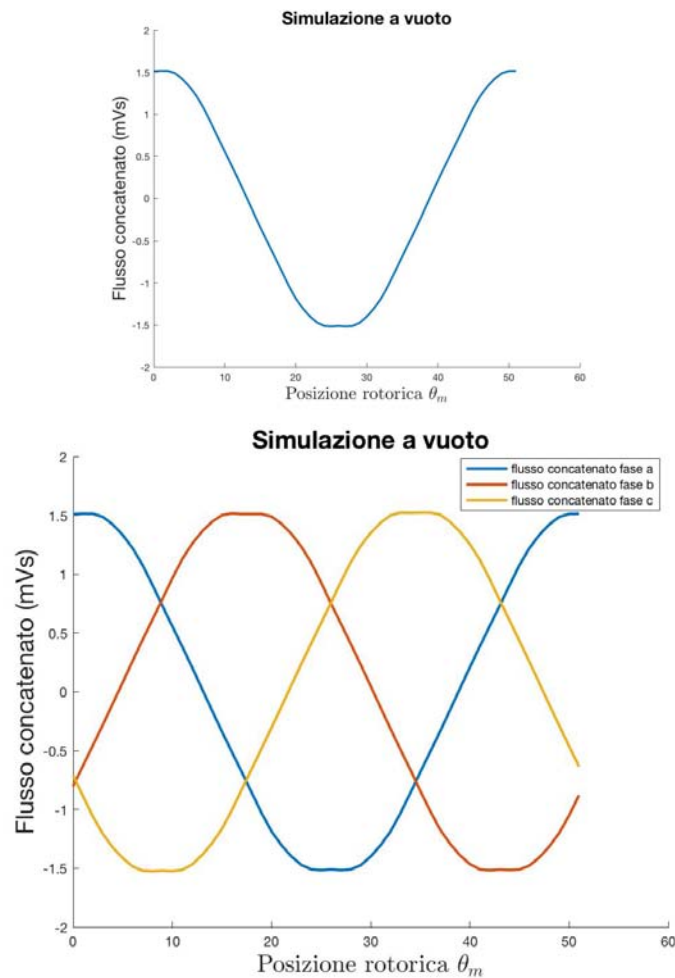 Simulazione a vuoto
2
1.5
1
0.5
0
-0.5
-1
-1.5
-2
Flusso concatenato (mVs)
0 10 20 30 40 50 60
Posizione rotorica θm
Simulazione a vuoto
flusso concatenato fase a
flusso concatenato fase b
flusso concatenato fase c
2
1.5
1
0.5
0
-0.5
-1
-1.5
-2
Flusso concatenato (mVs)
0 10 20 30 40 50 60
Posizione rotorica θm